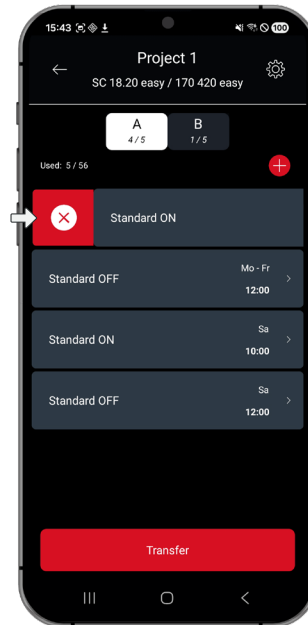 15:43 100
Project 1
SC 18.20 easy / 170 420 easy
A B
4/5 1/5
Used: 5 / 56
Standard ON
Mo - Fr
Standard OFF
12:00
Sa
Standard ON
10:00
Sa
Standard OFF
12:00
Transfer